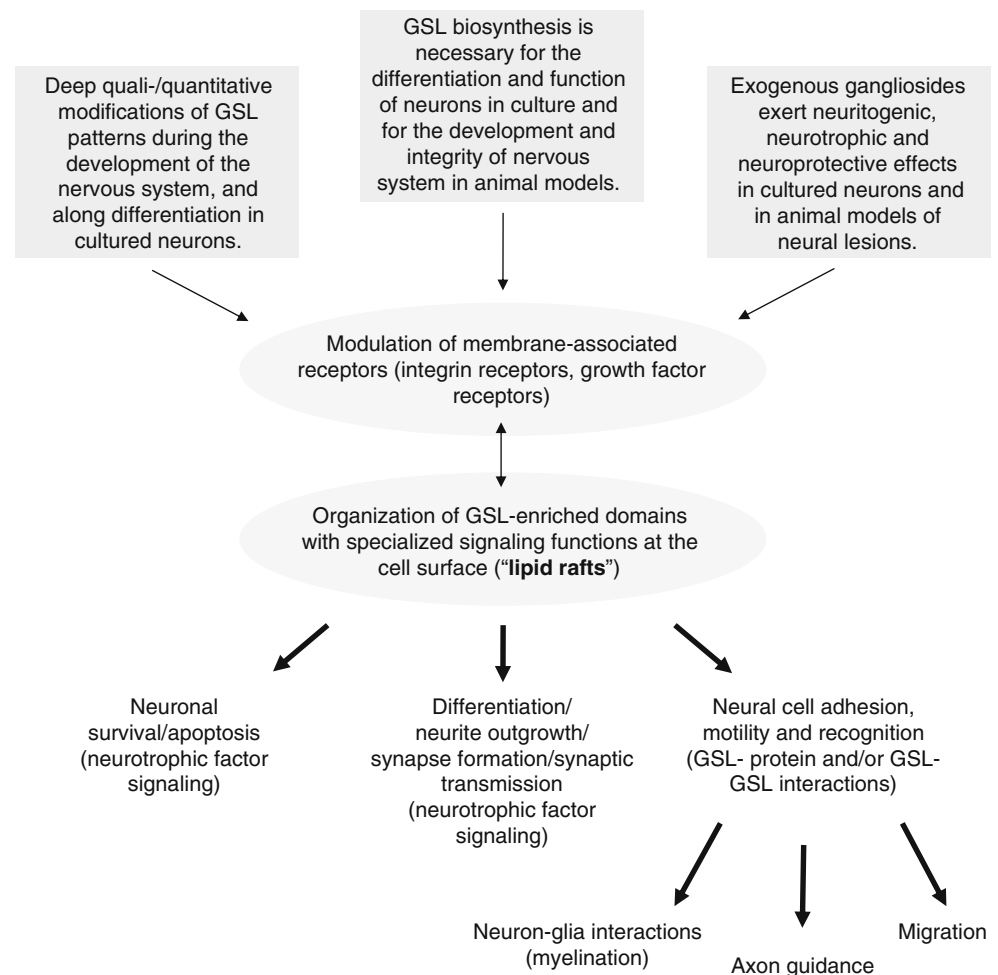 Deep quali-/quantitative
modifications of GSL
patterns during the
development of the
nervous system, and
along differentiation in
cultured neurons.
GSL biosynthesis is
necessary for the
differentiation and function
of neurons in culture and
for the development and
integrity of nervous
system in animal models.
Exogenous gangliosides
exert neuritogenic,
neurotrophic and
neuroprotective effects
in cultured neurons and
in animal models of
neural lesions.
Modulation of membrane-associated
receptors (integrin receptors, growth factor
receptors)
Organization of GSL-enriched domains
with specialized signaling functions at the
cell surface (“lipid rafts”)
Neuronal
survival/apoptosis
(neurotrophic factor
signaling)
Differentiation/
neurite outgrowth/
synapse formation/synaptic
transmission
(neurotrophic factor
signaling)
Neural cell adhesion,
motility and recognition
(GSL- protein and/or GSL-
GSL interactions)
Neuron-glia interactions
(myelination)
Axon guidance
Migration